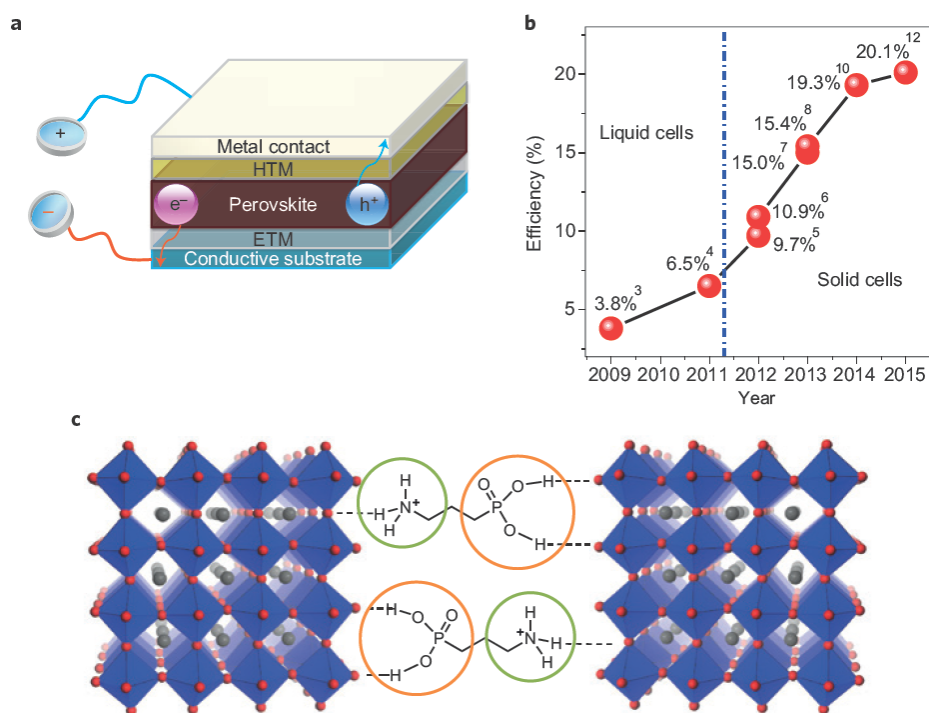 a
+
−
Metal contact
HTM
e−
Perovskite
h+
ETM
Conductive substrate
b
Efficiency (%)
20
15
10
5
Liquid cells
Solid cells
3.8%3
6.5%4
9.7%5
10.9%6
15.0%7
15.4%8
19.3%10
20.1%12
2009 2010 2011 2012 2013 2014 2015
Year
c
H
H N+
H
O
P
O H
O
H
H O
O
P
O
H
H
+N H
H